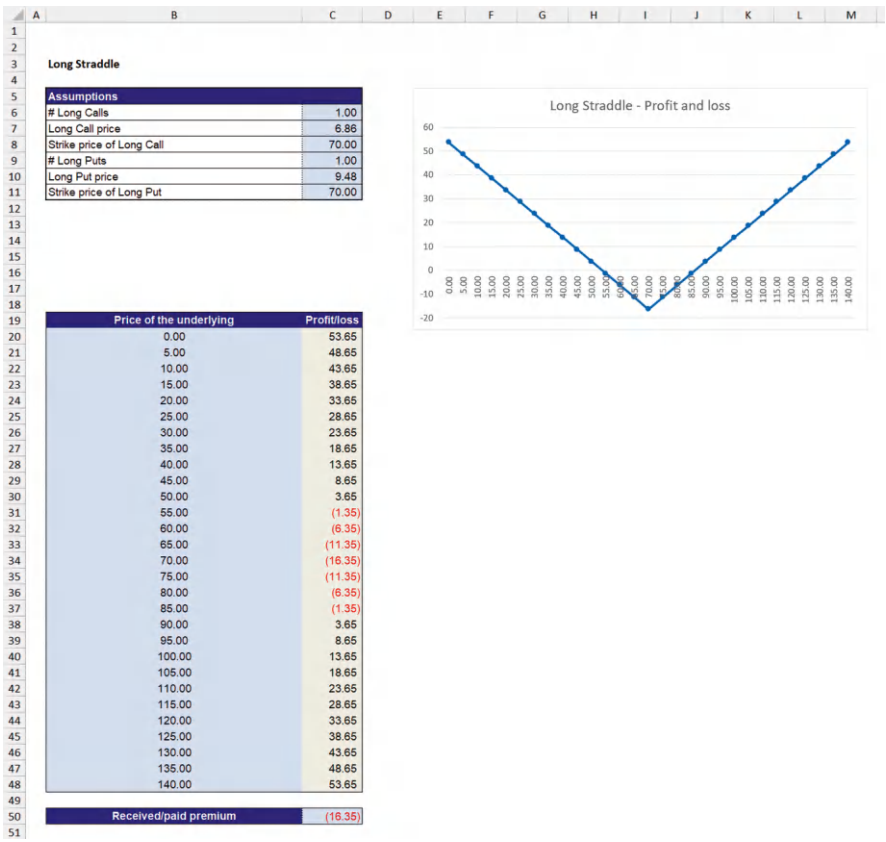 A B C D E F G H I J K L M
1
2
3 Long Straddle
4
5 Assumptions
6 # Long Calls 1.00
7 Long Call price 6.86
8 Strike price of Long Call 70.00
9 # Long Puts 1.00
10 Long Put price 9.48
11 Strike price of Long Put 70.00
12
13
14
15
16
17
18
19 Price of the underlying Profit/loss
20 0.00 53.65
21 5.00 48.65
22 10.00 43.65
23 15.00 38.65
24 20.00 33.65
25 25.00 28.65
26 30.00 23.65
27 35.00 18.65
28 40.00 13.65
29 45.00 8.65
30 50.00 3.65
31 55.00 (1.35)
32 60.00 (6.35)
33 65.00 (11.35)
34 70.00 (16.35)
35 75.00 (11.35)
36 80.00 (6.35)
37 85.00 (1.35)
38 90.00 3.65
39 95.00 8.65
40 100.00 13.65
41 105.00 18.65
42 110.00 23.65
43 115.00 28.65
44 120.00 33.65
45 125.00 38.65
46 130.00 43.65
47 135.00 48.65
48 140.00 53.65
49
50 Received/paid premium (16.35)
51
Long Straddle - Profit and loss
60
50
40
30
20
10
0
-10
-20
0.00 5.00 10.00 15.00 20.00 25.00 30.00 35.00 40.00 45.00 50.00 55.00 60.00 65.00 70.00 75.00 80.00 85.00 90.00 95.00 100.00 105.00 110.00 115.00 120.00 125.00 130.00 135.00 140.00